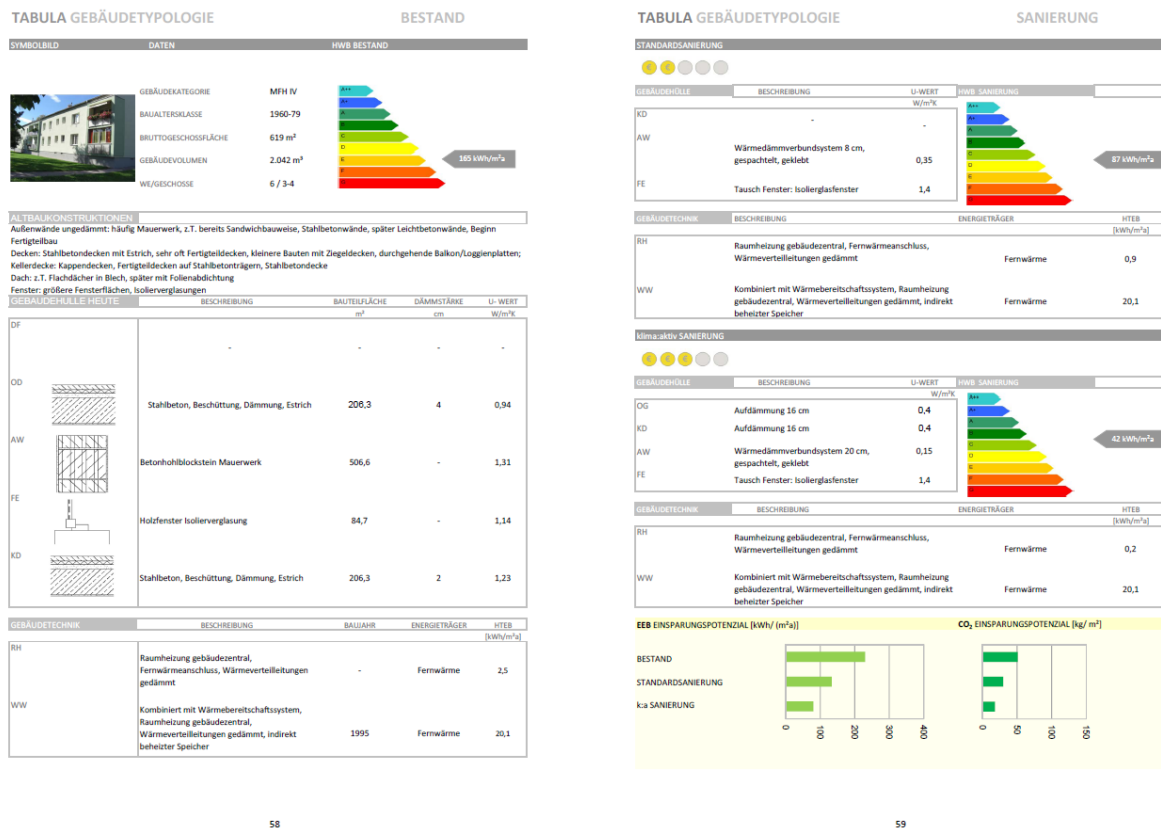 TABULA GEBÄUDETYPOLOGIE BESTAND
SYMBOLBILD DATEN HWB BESTAND
GEBÄUDEKATEGORIE MFH IV
BAUALTERSKLASSE 1960-79
BRUTTOGESCHOSSFLÄCHE 619 m²
GEBÄUDEVOLUMEN 2.042 m³
WE/GESCHOSSE 6 / 3-4
A++
A+
A
B
C
D
E
F
G
165 kWh/m²a
ALTBAUKONSTRUKTIONEN
Außenwände ungedämmt: häufig Mauerwerk, z.T. bereits Sandwichbauweise, Stahlbetonwände, später Leichtbetonwände, Beginn
Fertigteilbau
Decken: Stahlbetondecken mit Estrich, sehr oft Fertigteildecken, kleinere Bauten mit Ziegeldecken, durchgehende Balkon/Loggienplatten;
Kellerdecke: Kappendecken, Fertigteildecken auf Stahlbetonträgern, Stahlbetondecke
Dach: z.T. Flachdächer in Blech, später mit Folienabdichtung
Fenster: größere Fensterflächen, Isolierverglasungen
GEBÄUDEHÜLLE HEUTE BESCHREIBUNG BAUTEILFLÄCHE DÄMMSTÄRKE U- WERT
m² cm W/m²K
DF
- - - -
OD
Stahlbeton, Beschüttung, Dämmung, Estrich 206,3 4 0,94
AW
Betonhohlblockstein Mauerwerk 506,6 - 1,31
FE
Holzfenster Isolierverglasung 84,7 - 1,14
KD
Stahlbeton, Beschüttung, Dämmung, Estrich 206,3 2 1,23
GEBÄUDETECHNIK BESCHREIBUNG BAUJAHR ENERGIETRÄGER HTEB
[kWh/m²a]
RH
Raumheizung gebäudezentral,
Fernwärmeanschluss, Wärmeverteilleitungen - Fernwärme 2,5
gedämmt
WW
Kombiniert mit Wärmebereitschaftssystem,
Raumheizung gebäudezentral,
Wärmeverteilleitungen gedämmt, indirekt 1995 Fernwärme 20,1
beheizter Speicher
58
TABULA GEBÄUDETYPOLOGIE SANIERUNG
STANDARDSANIERUNG
€ €
GEBÄUDEHÜLLE BESCHREIBUNG U-WERT HWB SANIERUNG
W/m²K
KD
- -
AW
Wärmedämmverbundsystem 8 cm,
gespachtelt, geklebt 0,35
FE
Tausch Fenster: Isolierglasfenster 1,4
A++
A+
A
B
C
D
E
F
G
87 kWh/m²a
GEBÄUDETECHNIK BESCHREIBUNG ENERGIETRÄGER HTEB
[kWh/m²a]
RH
Raumheizung gebäudezentral, Fernwärmeanschluss,
Wärmeverteilleitungen gedämmt Fernwärme 0,9
WW
Kombiniert mit Wärmebereitschaftssystem, Raumheizung
gebäudezentral, Wärmeverteilleitungen gedämmt, indirekt Fernwärme 20,1
beheizter Speicher
klima:aktiv SANIERUNG
€ € €
GEBÄUDEHÜLLE BESCHREIBUNG U-WERT HWB SANIERUNG
W/m²K
OG Aufdämmung 16 cm 0,4
KD Aufdämmung 16 cm 0,4
AW Wärmedämmverbundsystem 20 cm, 0,15
gespachtelt, geklebt
FE Tausch Fenster: Isolierglasfenster 1,4
A++
A+
A
B
C
D
E
F
G
42 kWh/m²a
GEBÄUDETECHNIK BESCHREIBUNG ENERGIETRÄGER HTEB
[kWh/m²a]
RH
Raumheizung gebäudezentral, Fernwärmeanschluss,
Wärmeverteilleitungen gedämmt Fernwärme 0,2
WW
Kombiniert mit Wärmebereitschaftssystem, Raumheizung
gebäudezentral, Wärmeverteilleitungen gedämmt, indirekt Fernwärme 20,1
beheizter Speicher
EEB EINSPARUNGSPOTENZIAL [kWh/ (m²a)] CO₂ EINSPARUNGSPOTENZIAL [kg/ m²]
BESTAND
STANDARDSANIERUNG
k:a SANIERUNG
0 100 200 300 400
0 50 100 150
59